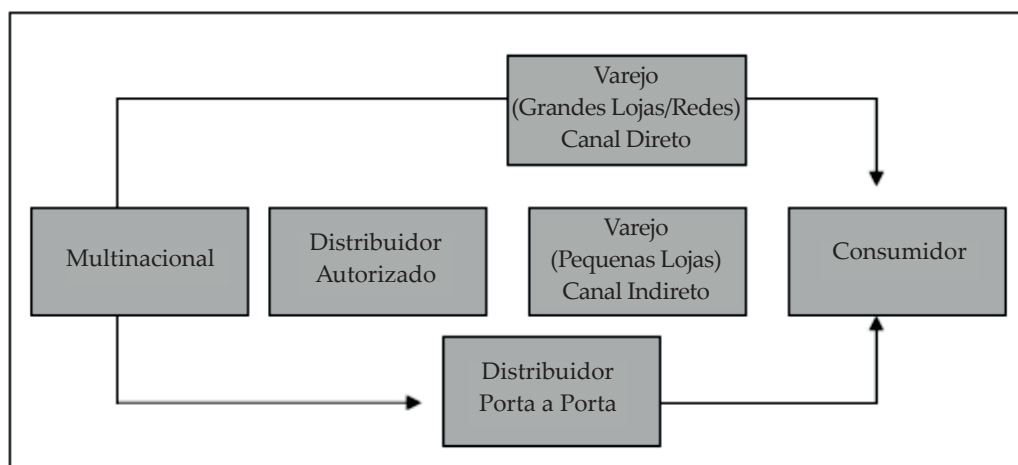 Varejo
(Grandes Lojas/Redes)
Canal Direto
Multinacional
Distribuidor
Autorizado
Varejo
(Pequenas Lojas)
Canal Indireto
Consumidor
Distribuidor
Porta a Porta